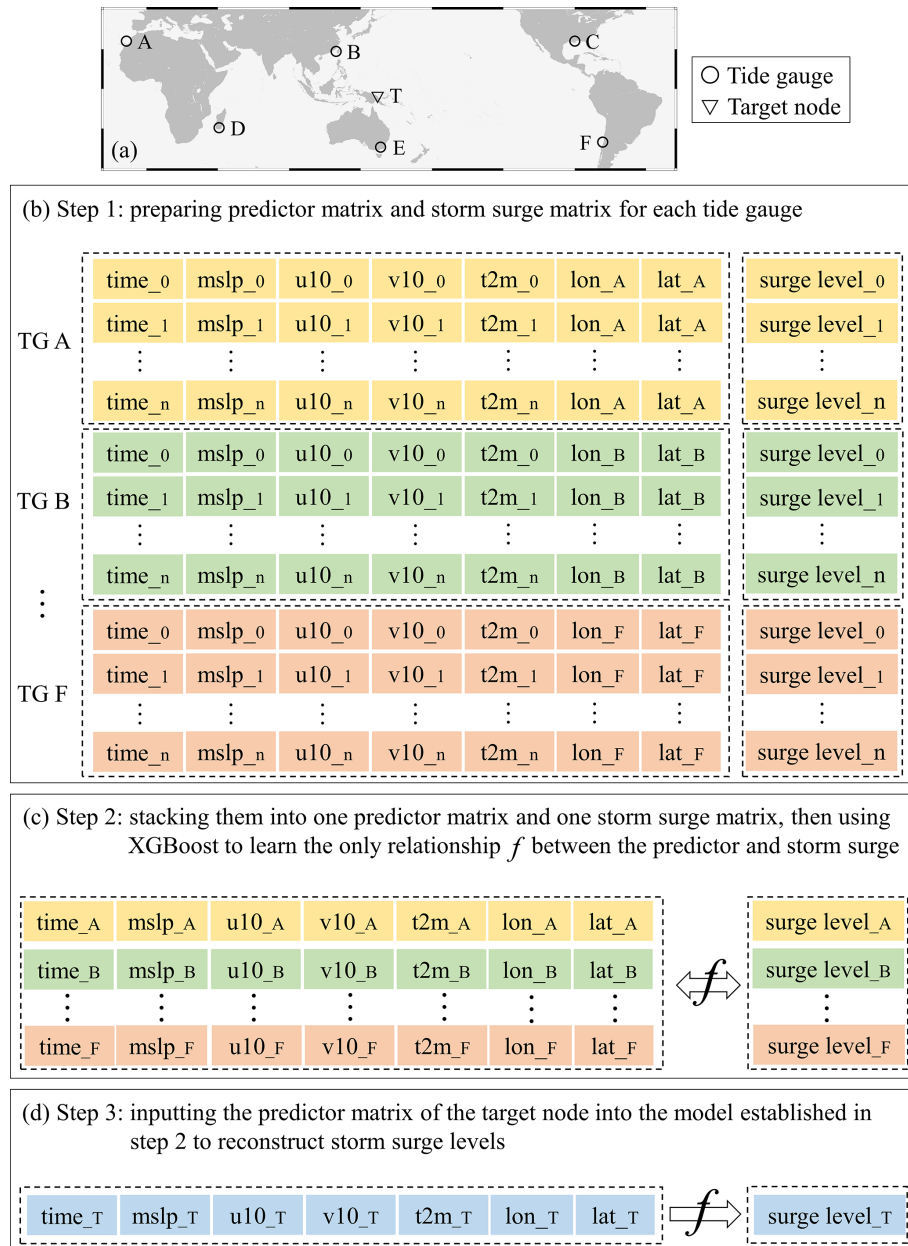 A
B
C
T
D
E
F
(a)
Tide gauge
Target node
(b) Step 1: preparing predictor matrix and storm surge matrix for each tide gauge
time_0 mslp_0 u10_0 v10_0 t2m_0 lon_A lat_A surge level_0
TG A
time_1 mslp_1 u10_1 v10_1 t2m_1 lon_A lat_A surge level_1
⋮ ⋮ ⋮ ⋮ ⋮ ⋮ ⋮ ⋮
time_n mslp_n u10_n v10_n t2m_n lon_A lat_A surge level_n
time_0 mslp_0 u10_0 v10_0 t2m_0 lon_B lat_B surge level_0
TG B
time_1 mslp_1 u10_1 v10_1 t2m_1 lon_B lat_B surge level_1
⋮ ⋮ ⋮ ⋮ ⋮ ⋮ ⋮ ⋮
time_n mslp_n u10_n v10_n t2m_n lon_B lat_B surge level_n
⋮
time_0 mslp_0 u10_0 v10_0 t2m_0 lon_F lat_F surge level_0
time_1 mslp_1 u10_1 v10_1 t2m_1 lon_F lat_F surge level_1
TG F
⋮ ⋮ ⋮ ⋮ ⋮ ⋮ ⋮ ⋮
time_n mslp_n u10_n v10_n t2m_n lon_F lat_F surge level_n
(c) Step 2: stacking them into one predictor matrix and one storm surge matrix, then using
XGBoost to learn the only relationship f between the predictor and storm surge
time_A mslp_A u10_A v10_A t2m_A lon_A lat_A surge level_A
time_B mslp_B u10_B v10_B t2m_B lon_B lat_B f surge level_B
⋮ ⋮ ⋮ ⋮ ⋮ ⋮ ⋮ ⋮
time_F mslp_F u10_F v10_F t2m_F lon_F lat_F surge level_F
(d) Step 3: inputting the predictor matrix of the target node into the model established in
step 2 to reconstruct storm surge levels
time_T mslp_T u10_T v10_T t2m_T lon_T lat_T f surge level_T